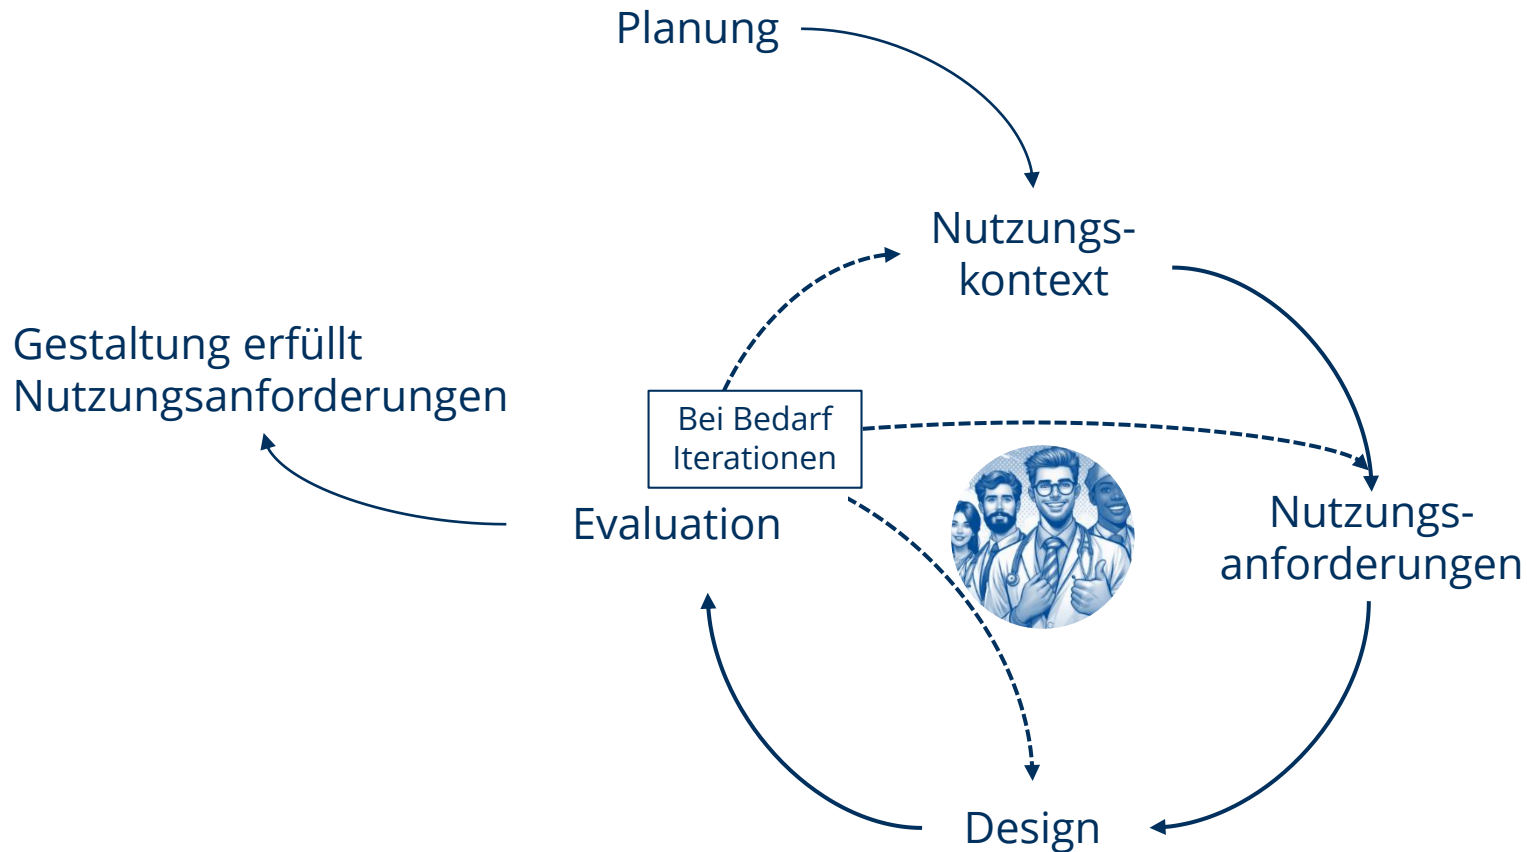 Planung
Nutzungs-
kontext
Gestaltung erfüllt
Nutzungsanforderungen
Bei Bedarf
Iterationen
Evaluation
Nutzungs-
anforderungen
Design